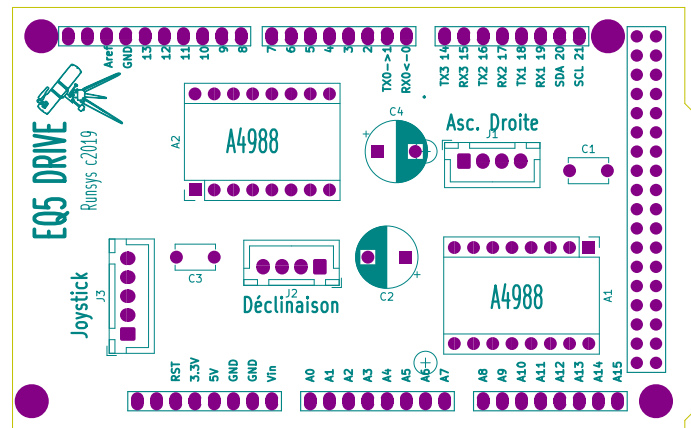 Aref
GND
13
12
11
10
9
8
7
6
5
4
3
2
TX0->1
RX0<-0
TX3 14
RX3 15
TX2 16
RX2 17
TX1 18
RX1 19
SDA 20
SCL 21
EQ5 DRIVE
Runsys c2019
A2
A4988
C4
+
Asc. Droite
J1
C1
Joystick
J3
C3
J2
Déclinaison
C2
+
A4988
A1
RST
3.3V
5V
GND
GND
Vin
A0
A1
A2
A3
A4
A5
A6
A7
A8
A9
A10
A11
A12
A13
A14
A15